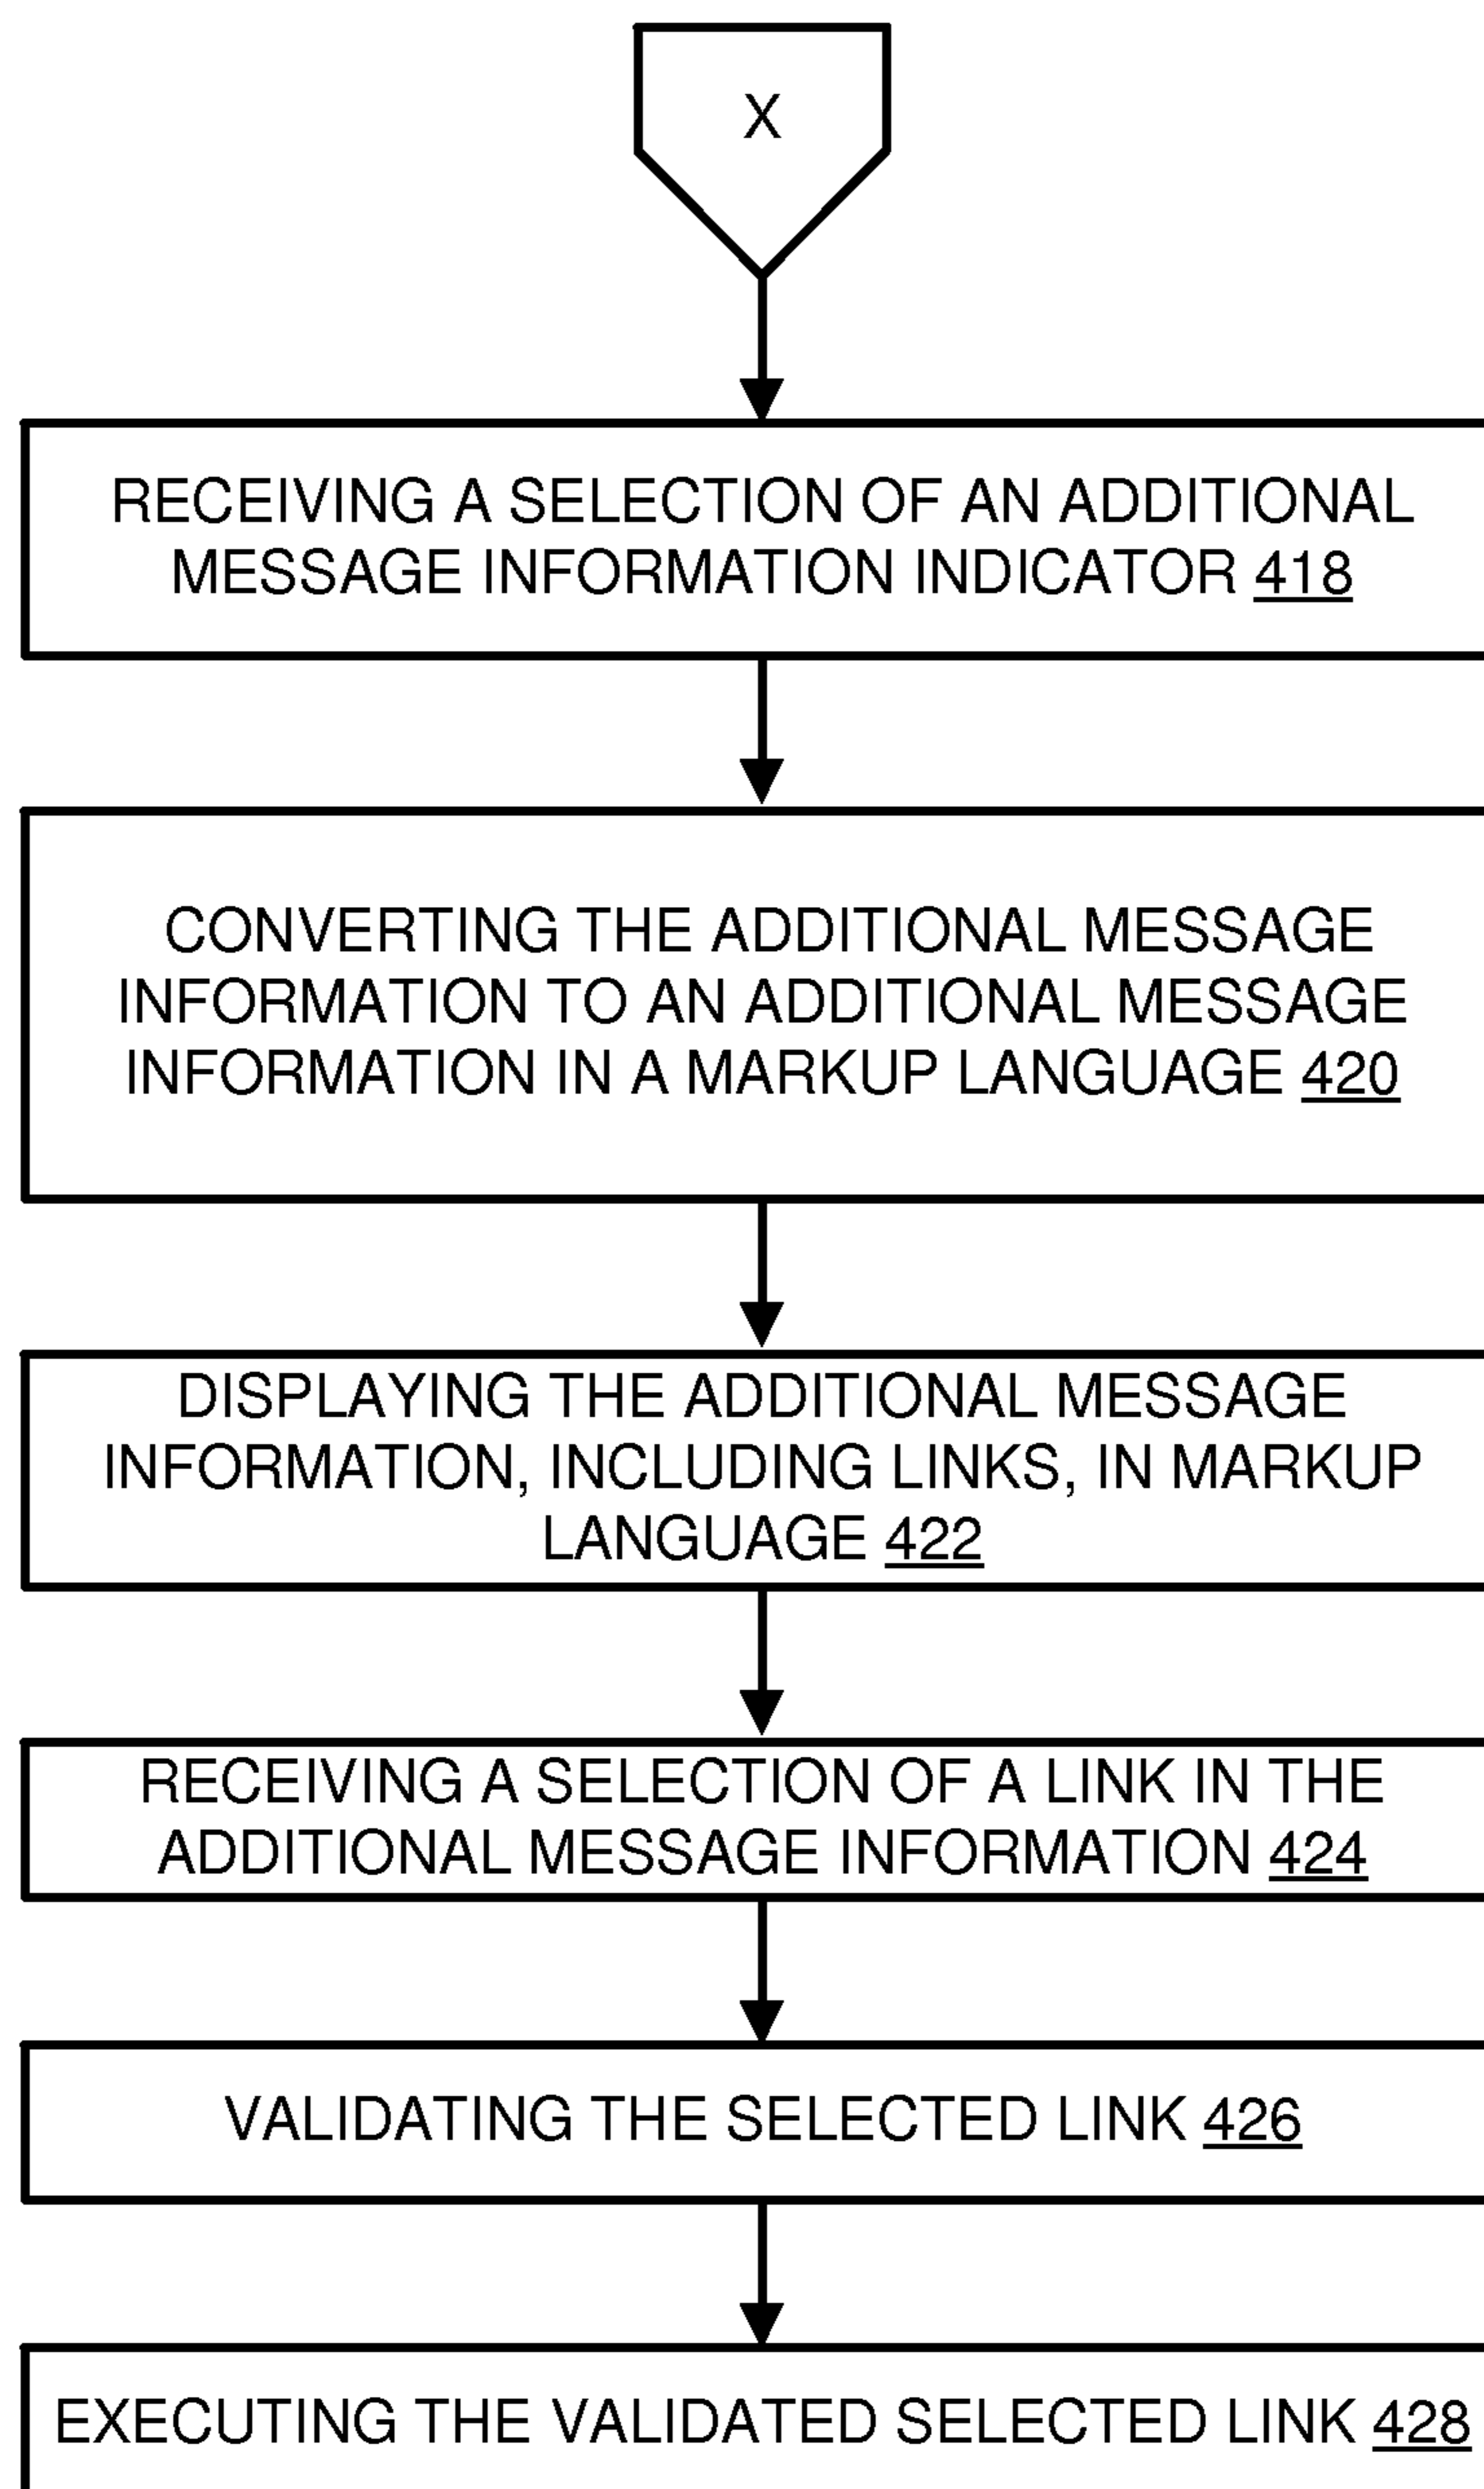 X
RECEIVING A SELECTION OF AN ADDITIONAL
MESSAGE INFORMATION INDICATOR 418
CONVERTING THE ADDITIONAL MESSAGE
INFORMATION TO AN ADDITIONAL MESSAGE
INFORMATION IN A MARKUP LANGUAGE 420
DISPLAYING THE ADDITIONAL MESSAGE
INFORMATION, INCLUDING LINKS, IN MARKUP
LANGUAGE 422
RECEIVING A SELECTION OF A LINK IN THE
ADDITIONAL MESSAGE INFORMATION 424
VALIDATING THE SELECTED LINK 426
EXECUTING THE VALIDATED SELECTED LINK 428